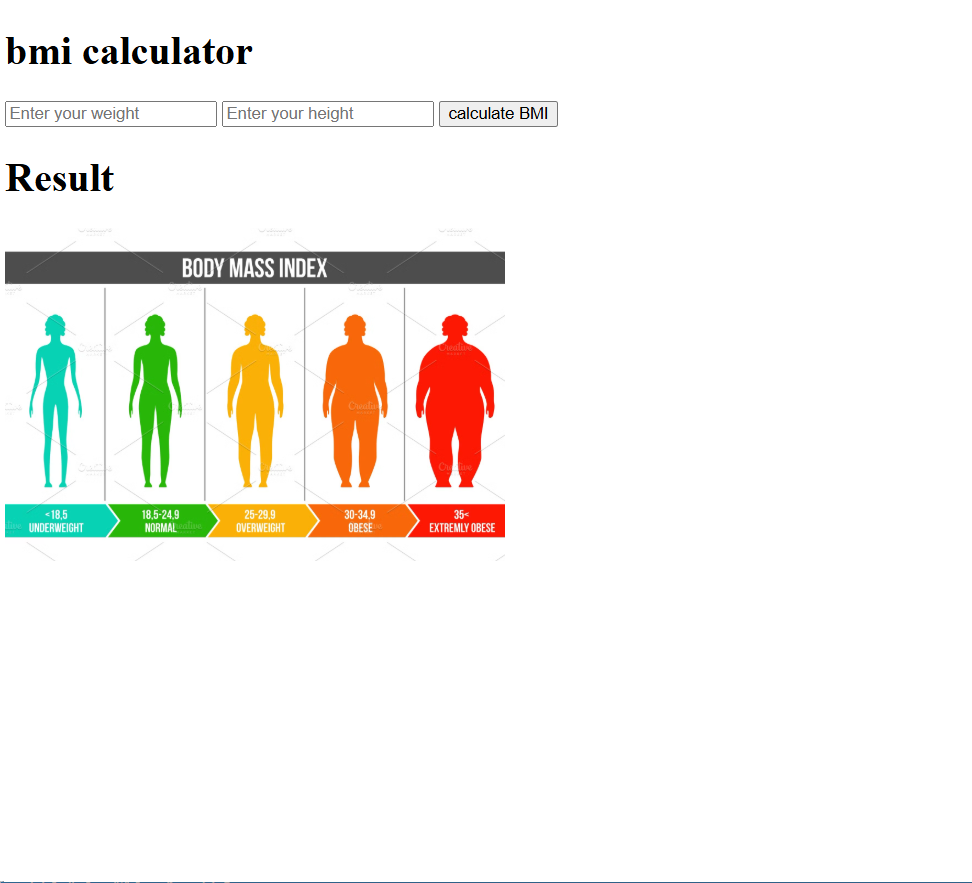 bmi calculator
Enter your weight Enter your height calculate BMI
Result
BODY MASS INDEX
<18,5 18,5-24,9 25-29,9 30-34,9 35<
UNDERWEIGHT NORMAL OVERWEIGHT OBESE EXTREMLY OBESE